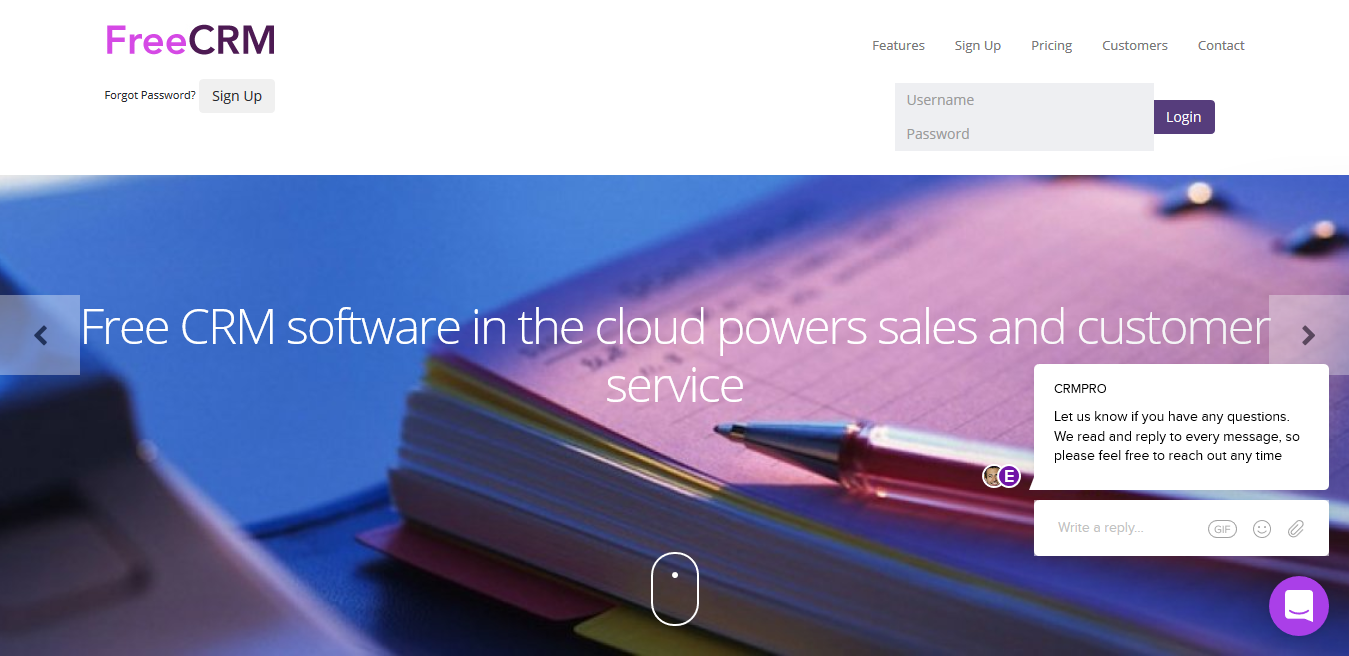 FreeCRM
Features Sign Up Pricing Customers Contact
Forgot Password? Sign Up
Username
Password
Login
Free CRM software in the cloud powers sales and customer
service
CRMPRO
Let us know if you have any questions.
We read and reply to every message, so
please feel free to reach out any time
E
Write a reply...
GIF